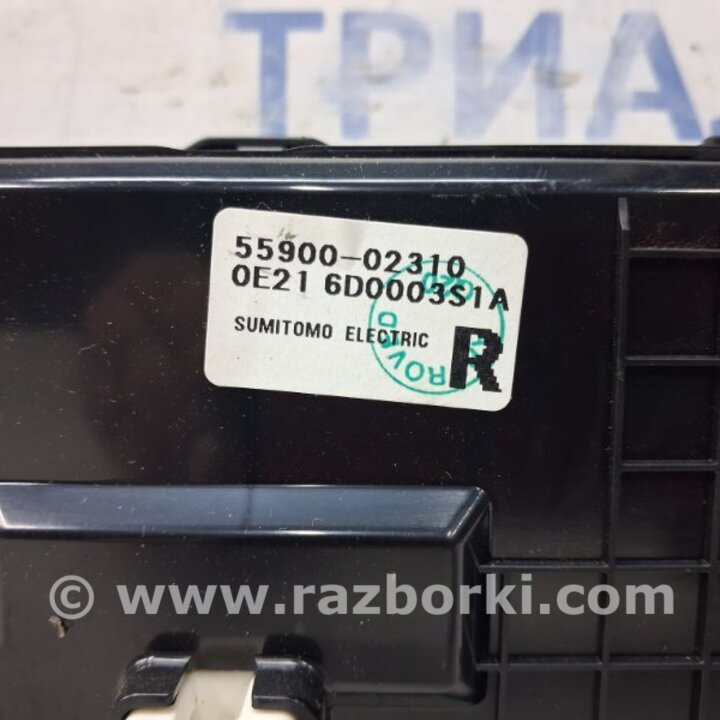 ТРИА
55900-02310
0E21 6D0003S1A
SUMITOMO ELECTRIC
R
© www.razborki.com